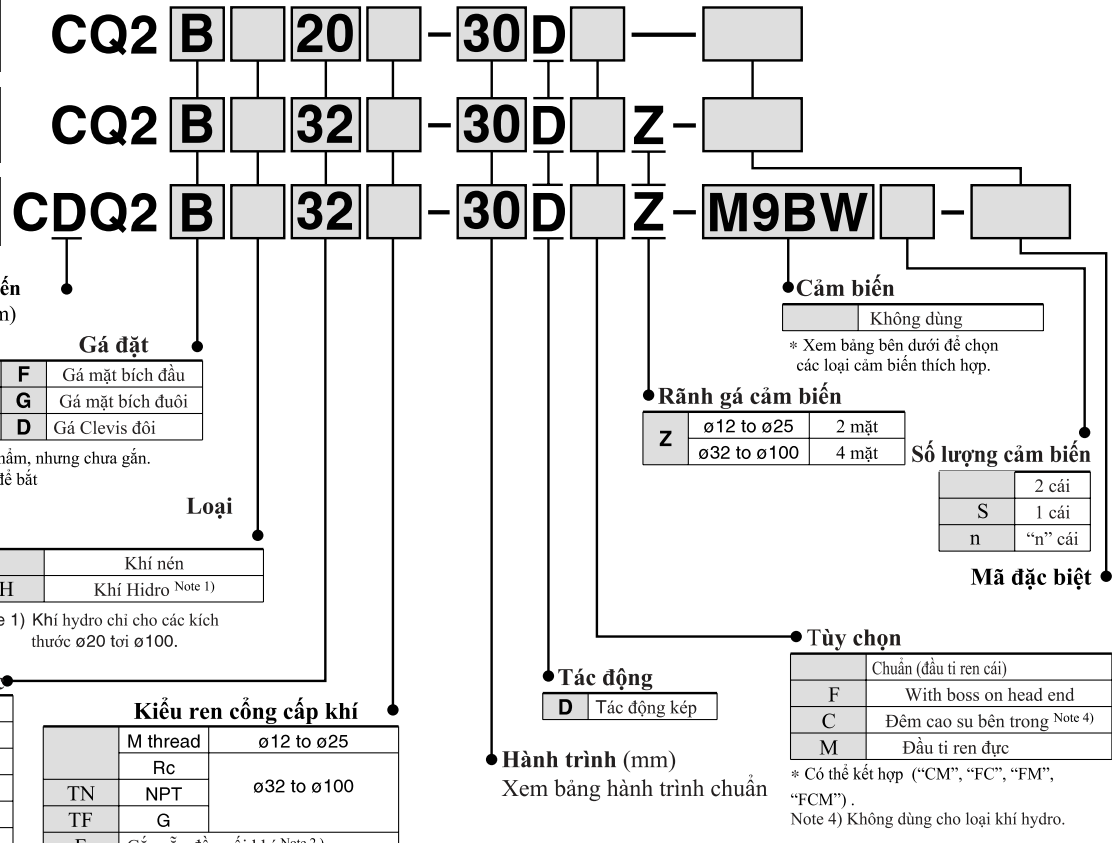 CQ2 B 20 - 30 D
CQ2 B 32 - 30 D Z -
CDQ2 B 32 - 30 D Z - M9BW -
Cảm biến
Không dùng
* Xem bảng bên dưới để chọn
các loại cảm biến thích hợp.
Gá đặt
F Gá mặt bích đầu
G Gá mặt bích đuôi
D Gá Clevis đôi
nhưng chưa gắn.
để bắt
Rãnh gá cảm biến
Z ø12 to ø25 2 mặt
ø32 to ø100 4 mặt
Số lượng cảm biến
2 cái
S 1 cái
n “n” cái
Mã đặc biệt
Loại
Khí nén
H Khí Hidro Note 1)
1) Khí hydro chỉ cho các kích
thước ø20 tơi ø100.
Tùy chọn
Chuẩn (đầu ti ren cái)
F With boss on head end
C Đêm cao su bên trong Note 4)
M Đầu ti ren đực
* Có thể kết hợp (“CM”, “FC”, “FM”,
“FCM”) .
Note 4) Không dùng cho loại khí hydro.
Tác động
D Tác động kép
Hành trình (mm)
Xem bảng hành trình chuẩn
Kiểu ren cổng cấp khí
M thread ø12 to ø25
Rc ø32 to ø100
TN NPT
TF G